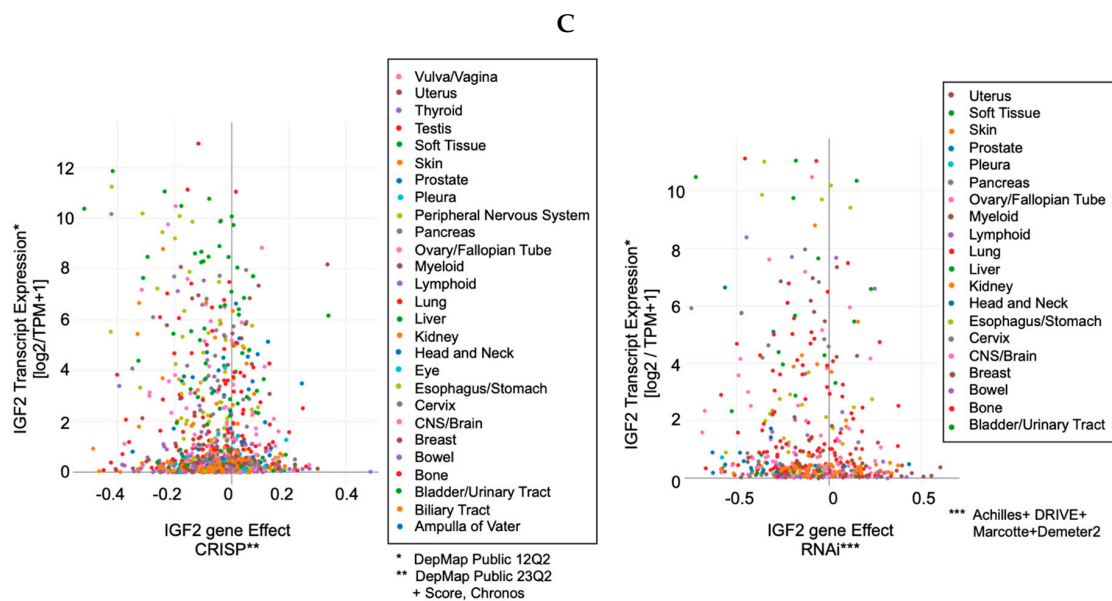 C
12
10
8
6
4
2
0
-0.4
-0.2
0
0.2
0.4
IGF2 Transcript Expression*
[log2/TPM+1)
IGF2 gene Effect
CRISP**
Vulva/Vagina
Uterus
Thyroid
Testis
Soft Tissue
Skin
Prostate
Pleura
Peripheral Nervous System
Pancreas
Ovary/Fallopian Tube
Myeloid
Lymphoid
Lung
Liver
Kidney
Head and Neck
Eye
Esophagus/Stomach
Cervix
CNS/Brain
Breast
Bowel
Bone
Bladder/Urinary Tract
Biliary Tract
Ampulla of Vater
* DepMap Public 12Q2
** DepMap Public 23Q2
+ Score, Chronos
10
8
6
4
2
0
-0.5
0
0.5
IGF2 Transcript Expression*
[log2 / TPM+1)
IGF2 gene Effect
RNAi***
Uterus
Soft Tissue
Skin
Prostate
Pleura
Pancreas
Ovary/Fallopian Tube
Myeloid
Lymphoid
Lung
Liver
Kidney
Head and Neck
Esophagus/Stomach
Cervix
CNS/Brain
Breast
Bowel
Bone
Bladder/Urinary Tract
*** Achilles+ DRIVE+
Marcotte+Demeter2